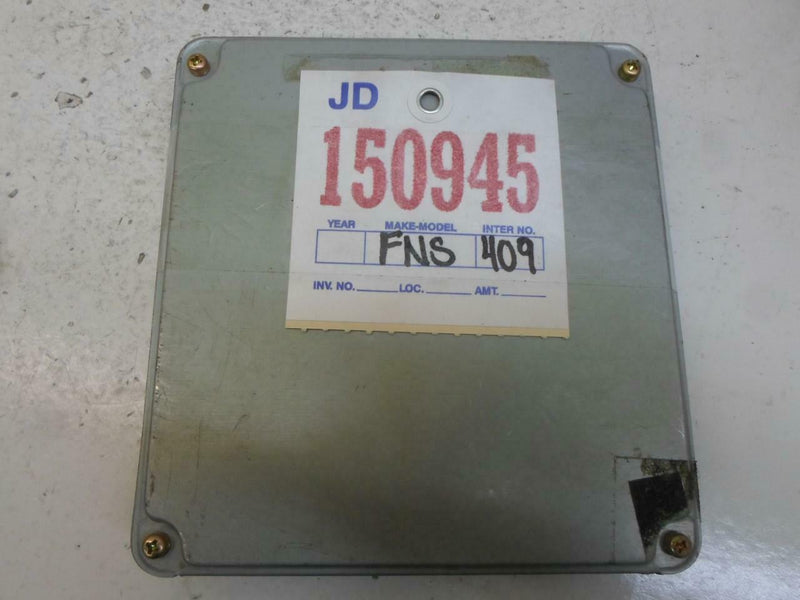 JD
150945
YEAR MAKE-MODEL INTER NO.
FNS 409
INV. NO. LOC. AMT.